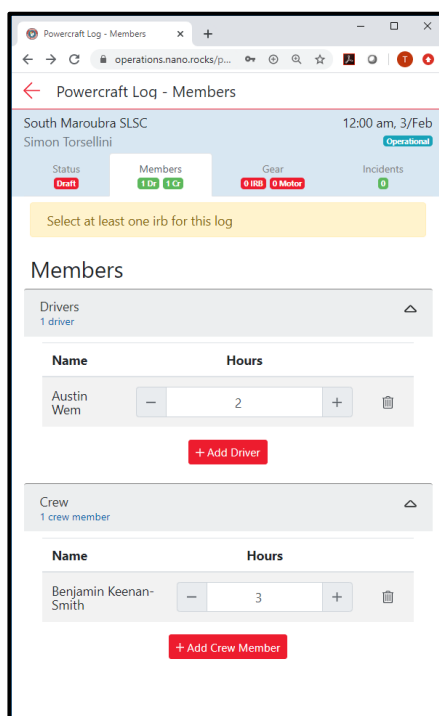 Powercraft Log - Members
operations.nano.rocks/p...
T
Powercraft Log - Members
South Maroubra SLSC 12:00 am, 3/Feb
Simon Torsellini Operational
Status Members Gear Incidents
Draft 1 Dr 1 Cr 0 IRB 0 Motor 0
Select at least one irb for this log
Members
Drivers
1 driver
Name Hours
Austin
Wem
2
+ Add Driver
Crew
1 crew member
Name Hours
Benjamin Keenan-
Smith
3
+ Add Crew Member